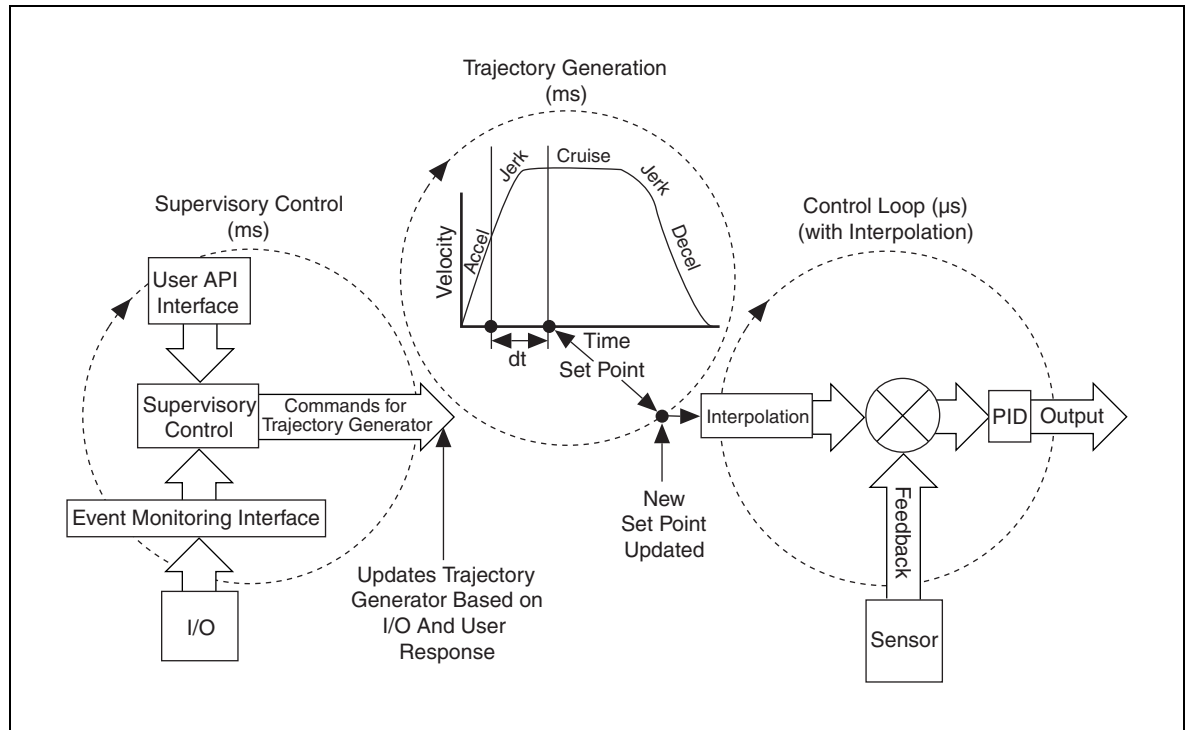 Trajectory Generation
(ms)
Jerk
Cruise
Jerk
Accel
Decel
Velocity
Time
dt
Set Point
Supervisory Control
(ms)
User API
Interface
Supervisory
Control
Commands for
Trajectory Generator
Event Monitoring Interface
I/O
Updates Trajectory
Generator Based on
I/O And User
Response
New
Set Point
Updated
Control Loop (µs)
(with Interpolation)
Interpolation
PID
Output
Feedback
Sensor